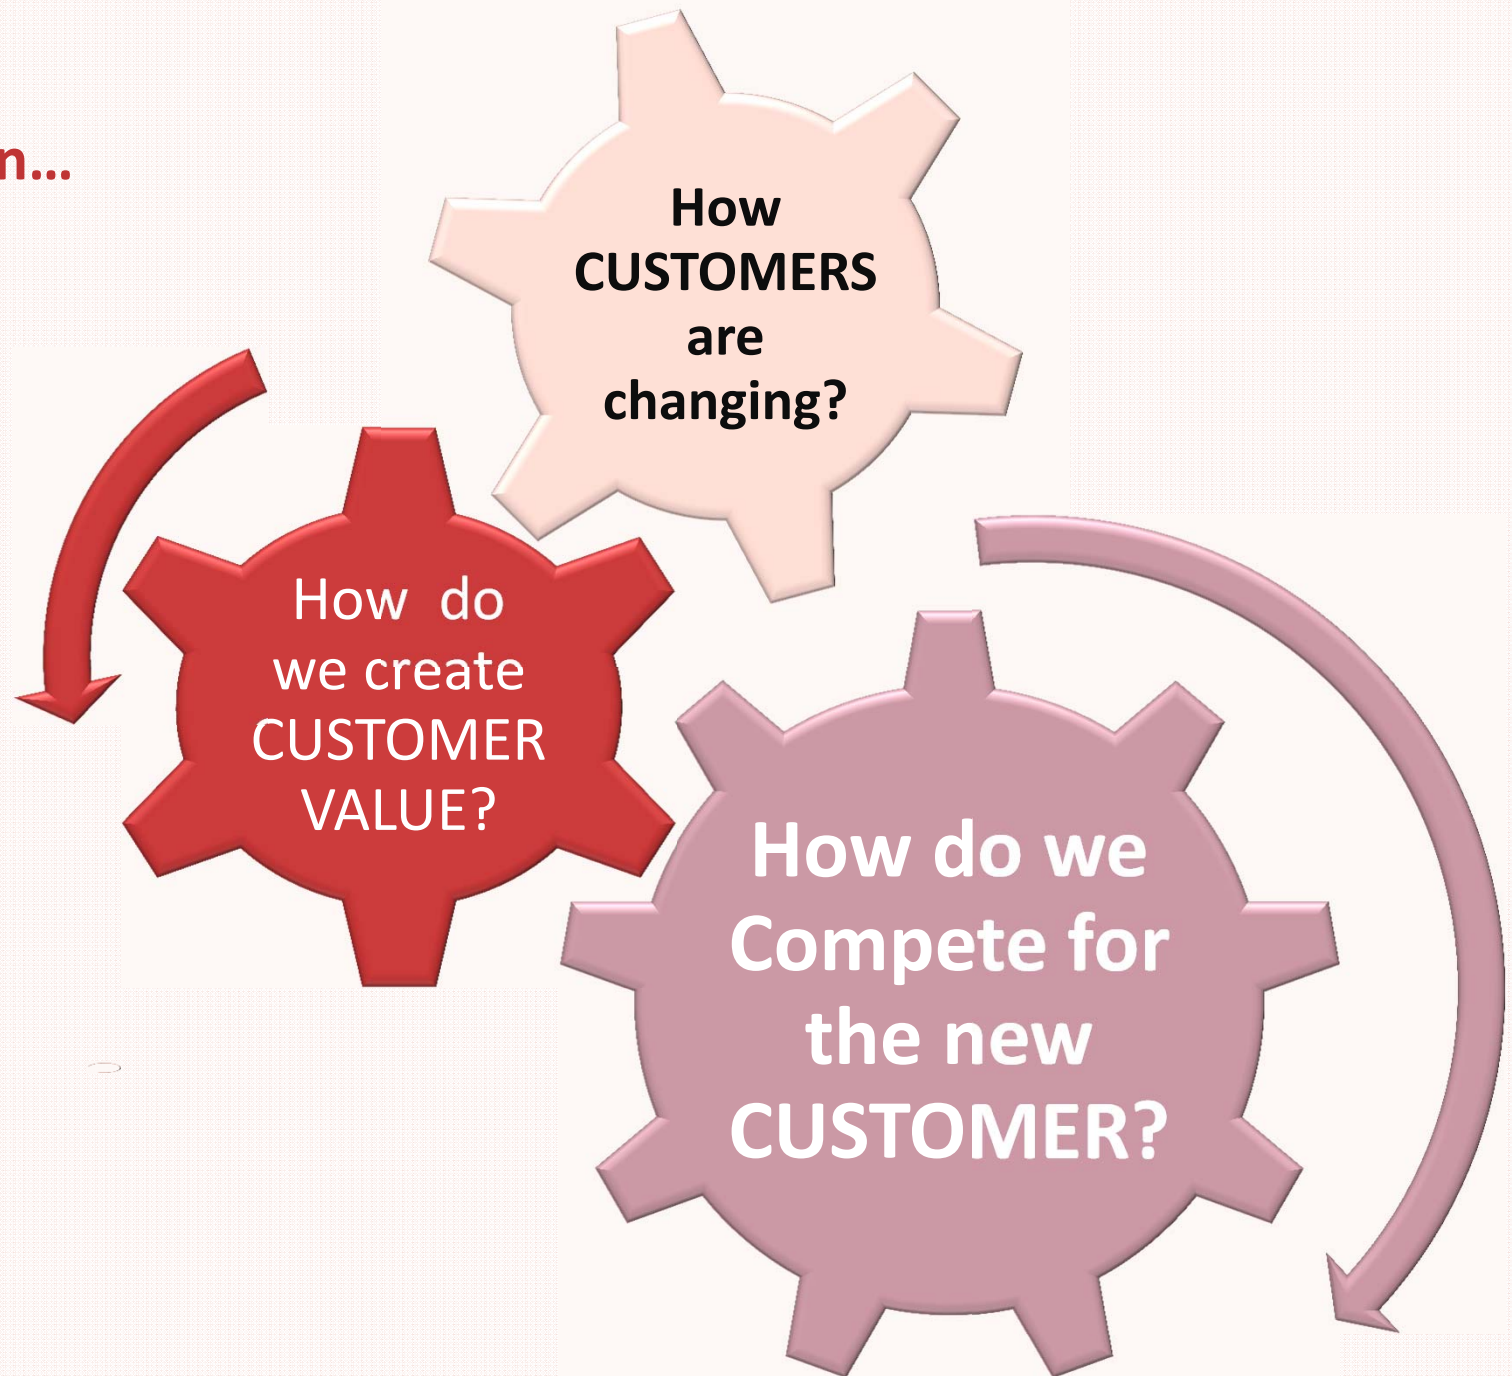 n...
How
CUSTOMERS
are
changing?
How do
we create
CUSTOMER
VALUE?
How do we
Compete for
the new
CUSTOMER?